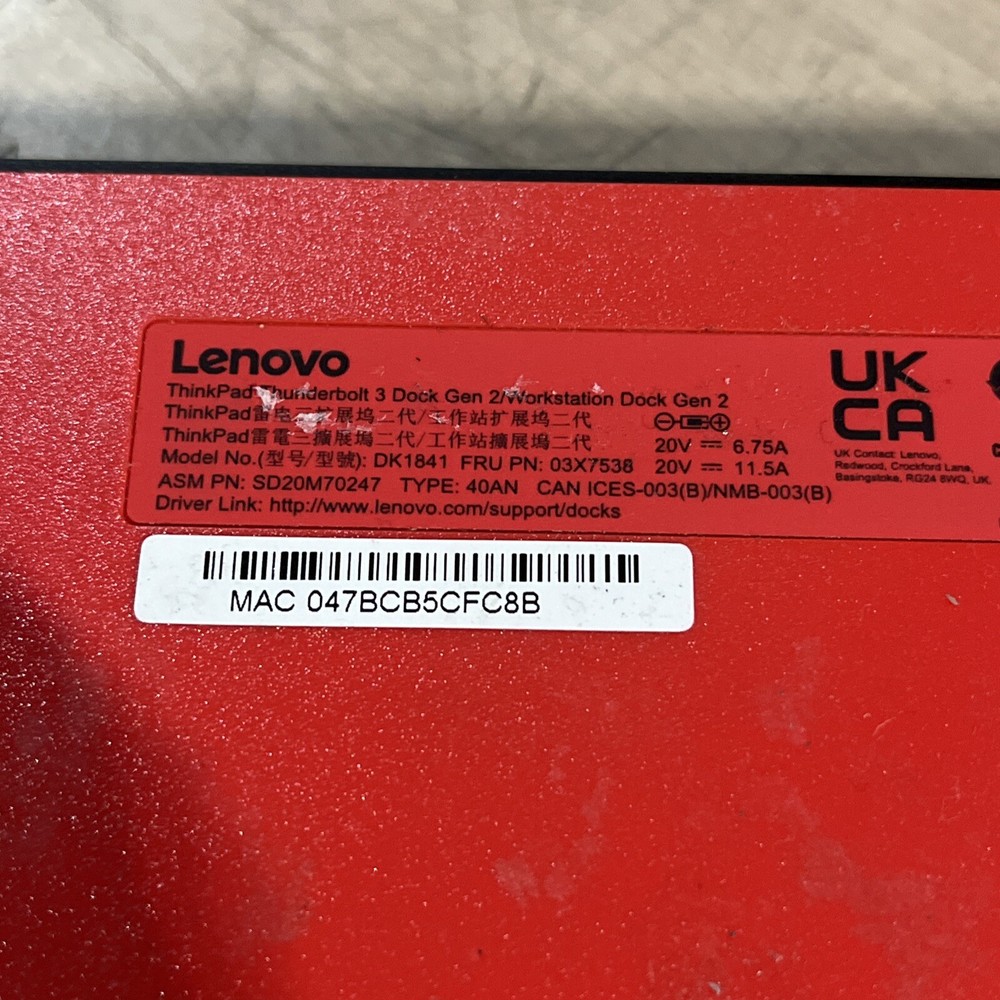 Lenovo
ThinkPad Thunderbolt 3 Dock Gen 2/Workstation Dock Gen 2
ThinkPad雷电三扩展坞二代/工作站扩展坞二代
ThinkPad雷電三擴展塢二代/工作站擴展塢二代
20V 6.75A
Model No.(型号/型號): DK1841 FRU PN: 03X7538
20V 11.5A
ASM PN: SD20M70247 TYPE: 40AN CAN ICES-003(B)/NMB-003(B)
Driver Link: http://www.lenovo.com/support/docks
UK
CA
UK Contact: Lenovo,
Redwood, Crockford Lane,
Basingstoke, RG24 8WQ, UK.
MAC 047BCB5CFC8B